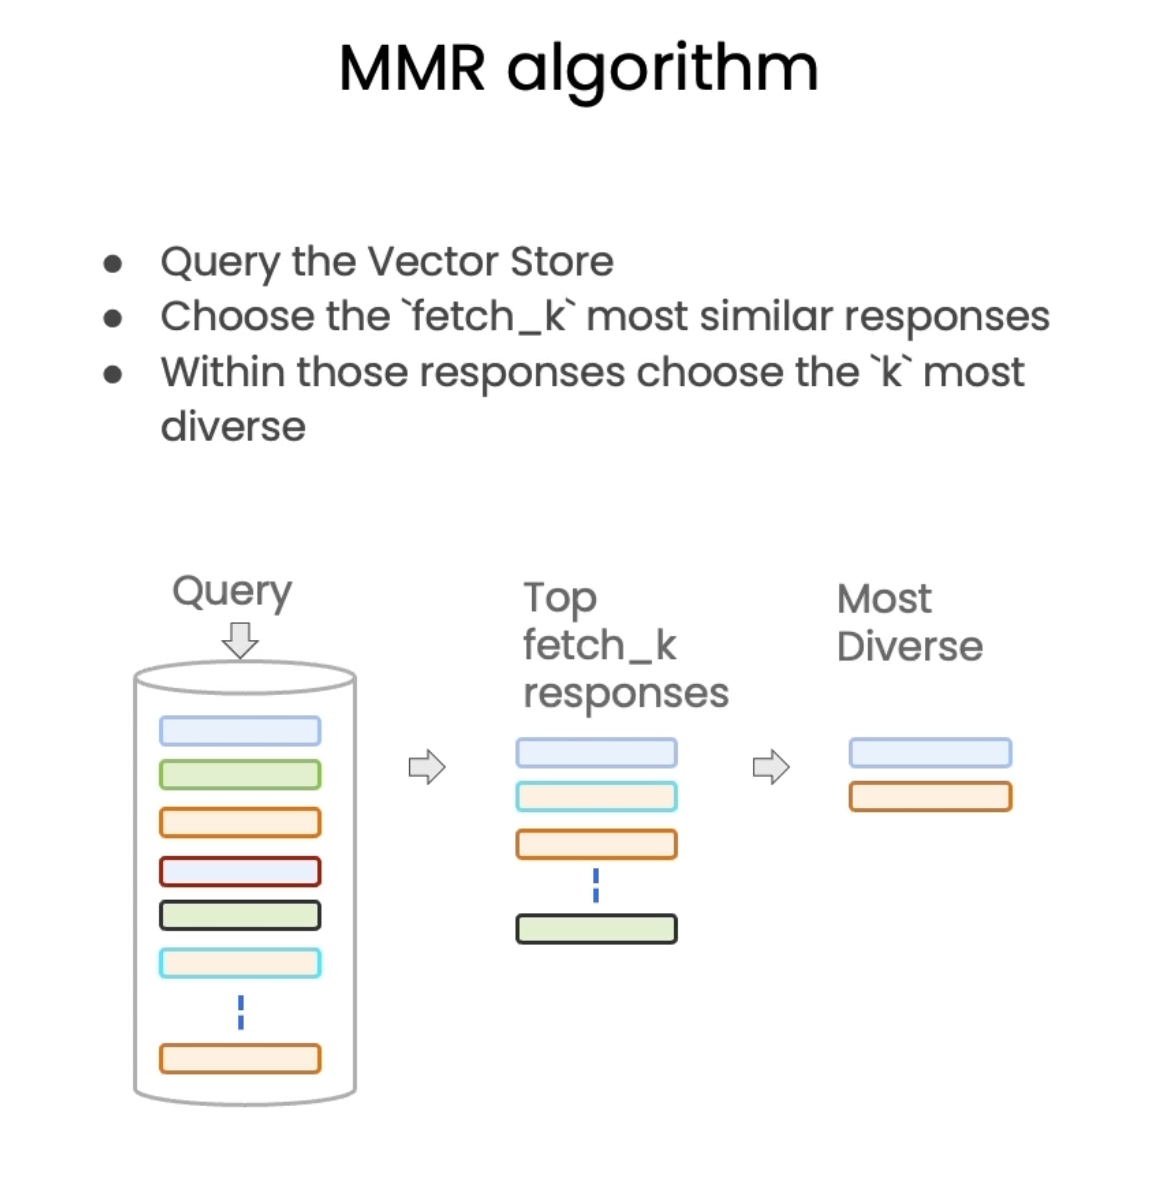 MMR algorithm
● Query the Vector Store
● Choose the `fetch_k` most similar responses
● Within those responses choose the `k` most
diverse
Query
Top
fetch_k
responses
Most
Diverse